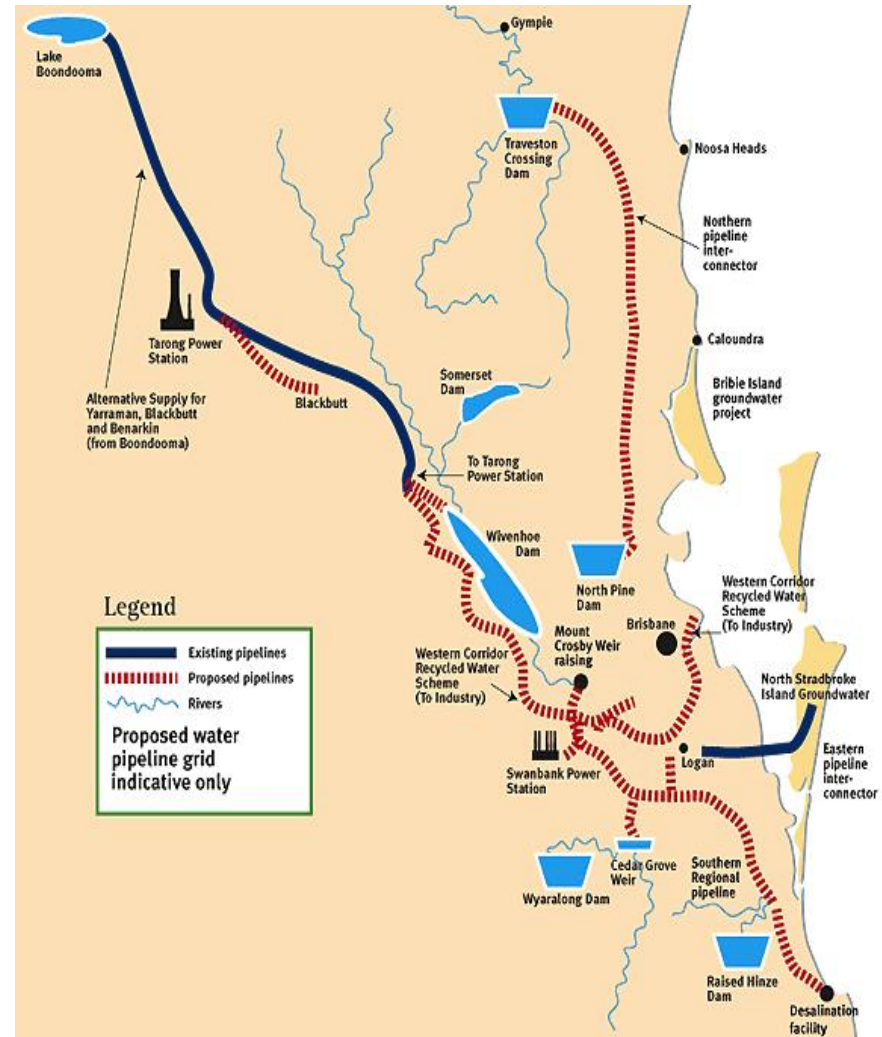 Gympie
Lake
Boondooma
Traveston
Crossing
Dam
Noosa Heads
Northern
pipeline
inter-
connector
Tarong Power
Station
Caloundra
Somerset
Dam
Bribie Island
groundwater
project
Alternative Supply for
Yarraman, Blackbutt
and Benarkin
(from Boondooma)
Blackbutt
To Tarong
Power Station
Wivenhoe
Dam
North Pine
Dam
Western Corridor
Recycled Water
Scheme
(To Industry)
Brisbane
Mount
Crosby Weir
raising
Western Corridor
Recycled Water
Scheme
(To Industry)
North Stradbroke
Island Groundwater
Logan
Eastern
pipeline
inter-
connector
Swanbank Power
Station
Cedar Grove
Weir
Wyaralong Dam
Southern
Regional
pipeline
Raised Hinze
Dam
Desalination
facility
Legend
Existing pipelines
Proposed pipelines
Rivers
Proposed water
pipeline grid
indicative only